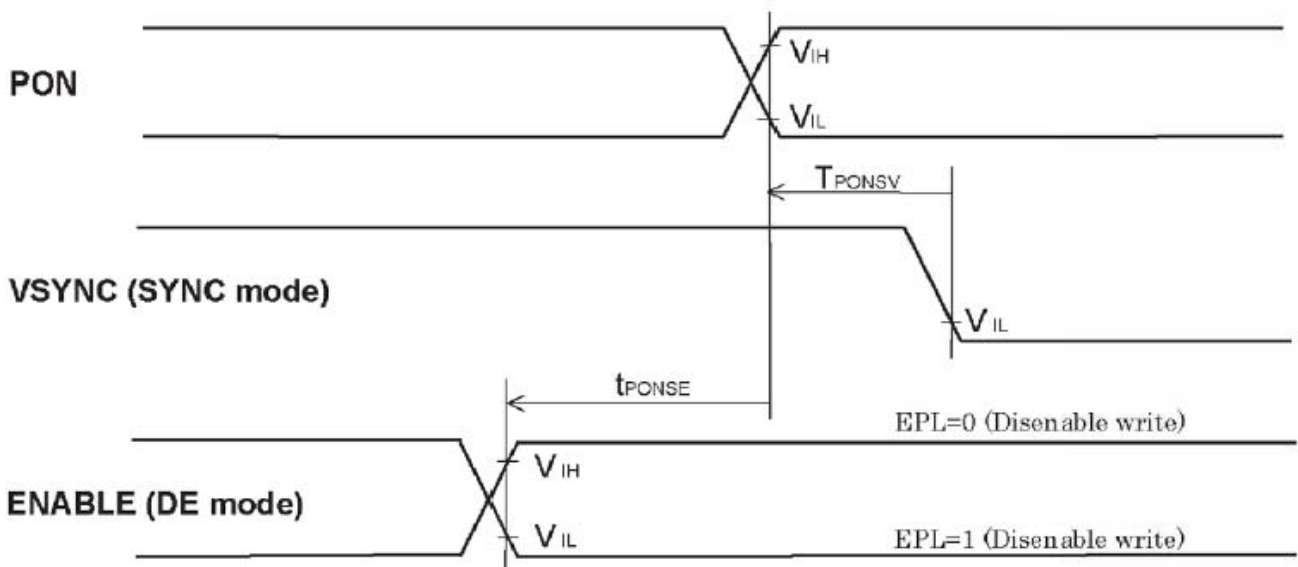 PON
VIH
VIL
TPONSV
VSYNC (SYNC mode)
VIL
tPONSE
EPL=0 (Disenable write)
VIH
ENABLE (DE mode)
VIL
EPL=1 (Disenable write)